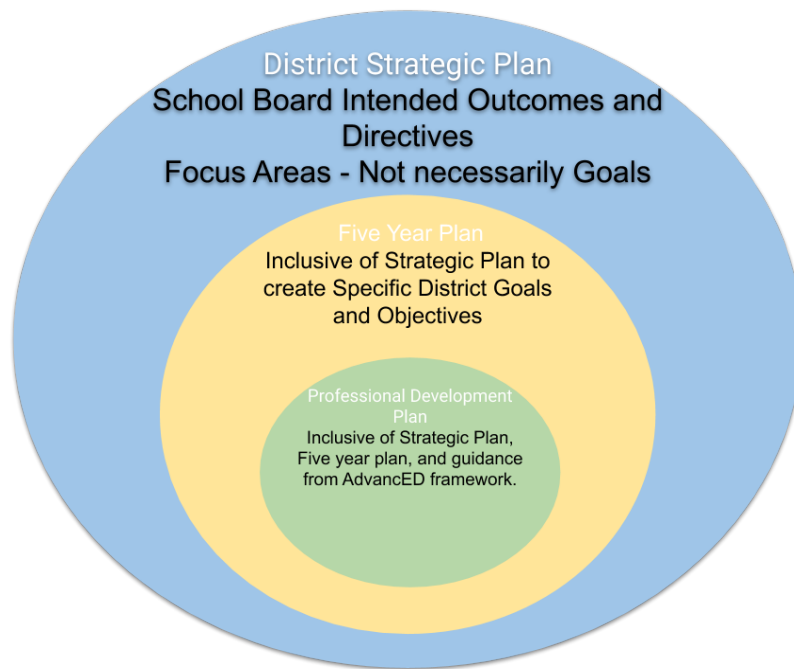 District Strategic Plan
School Board Intended Outcomes and
Directives
Focus Areas - Not necessarily Goals
Five Year Plan
Inclusive of Strategic Plan to
create Specific District Goals
and Objectives
Professional Development
Plan
Inclusive of Strategic Plan,
Five year plan, and guidance
from AdvancED framework.